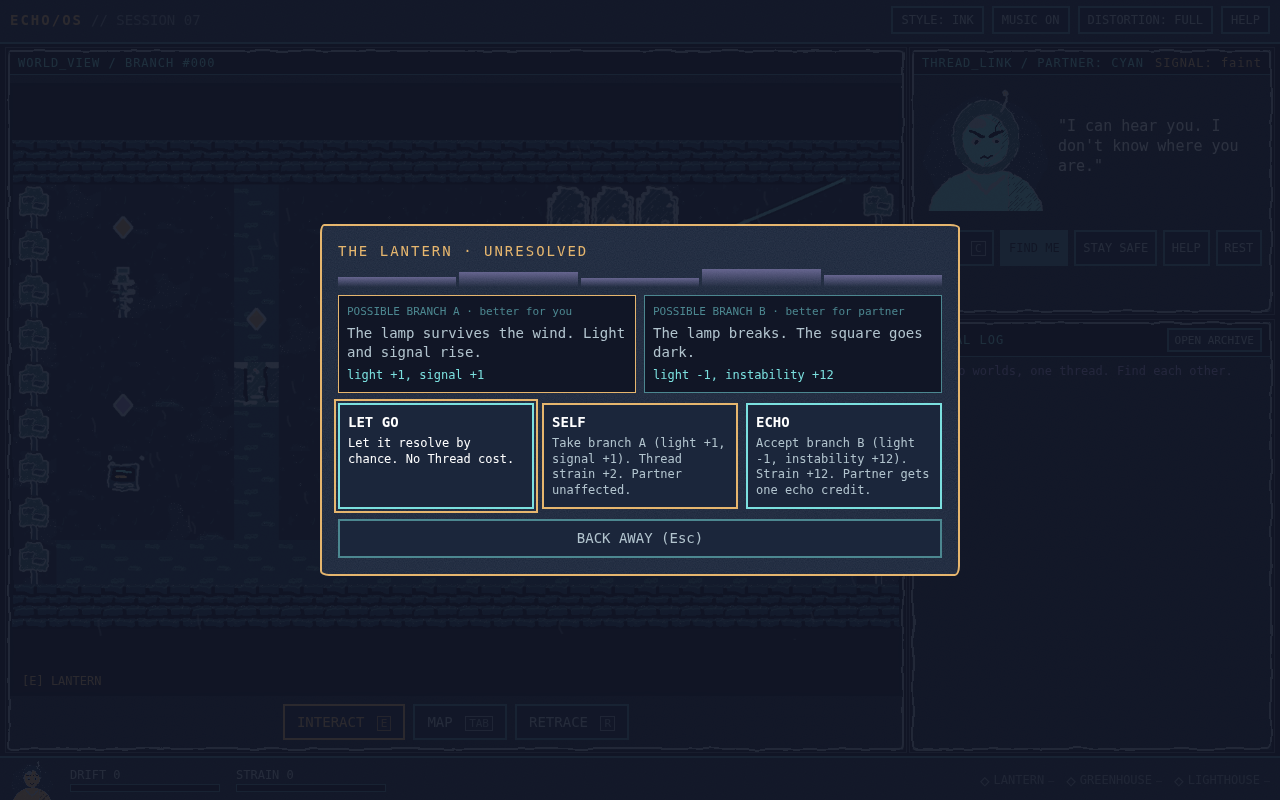 ECHO/OS // SESSION 07
STYLE: INK
MUSIC ON
DISTORTION: FULL
HELP
WORLD_VIEW / BRANCH #000
THREAD_LINK / PARTNER: CYAN SIGNAL: faint
"I can hear you. I
don't know where you
are."
C
FIND ME
STAY SAFE
HELP
REST
LOG
OPEN ARCHIVE
worlds, one thread. Find each other.
THE LANTERN · UNRESOLVED
POSSIBLE BRANCH A · better for you
The lamp survives the wind. Light
and signal rise.
light +1, signal +1
POSSIBLE BRANCH B · better for partner
The lamp breaks. The square goes
dark.
light -1, instability +12
LET GO
Let it resolve by
chance. No Thread cost.
SELF
Take branch A (light +1,
signal +1). Thread
strain +2. Partner
unaffected.
ECHO
Accept branch B (light
-1, instability +12).
Strain +12. Partner gets
one echo credit.
BACK AWAY (Esc)
[E] LANTERN
INTERACT E
MAP TAB
RETRACE R
DRIFT 0
STRAIN 0
◇ LANTERN –
◇ GREENHOUSE –
◇ LIGHTHOUSE –